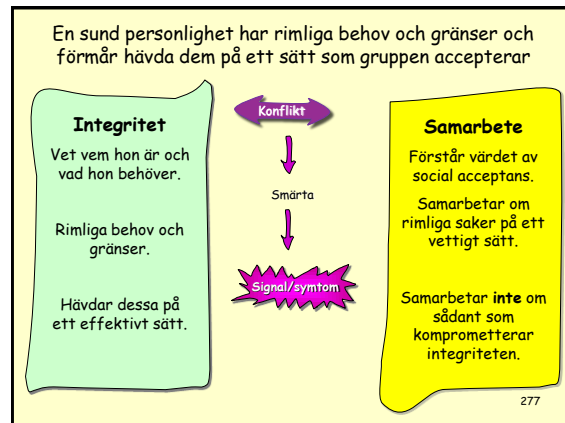 En sund personlighet har rimliga behov och gränser och
förmår hävda dem på ett sätt som gruppen accepterar
Integritet
Vet vem hon är och
vad hon behöver.
Rimliga behov och
gränser.
Hävdar dessa på
ett effektivt sätt.
Konflikt
Smärta
Signal/symtom
Samarbete
Förstår värdet av
social acceptans.
Samarbetar om
rimliga saker på ett
vettigt sätt.
Samarbetar inte om
sådant som
komprometterar
integriteten.
277